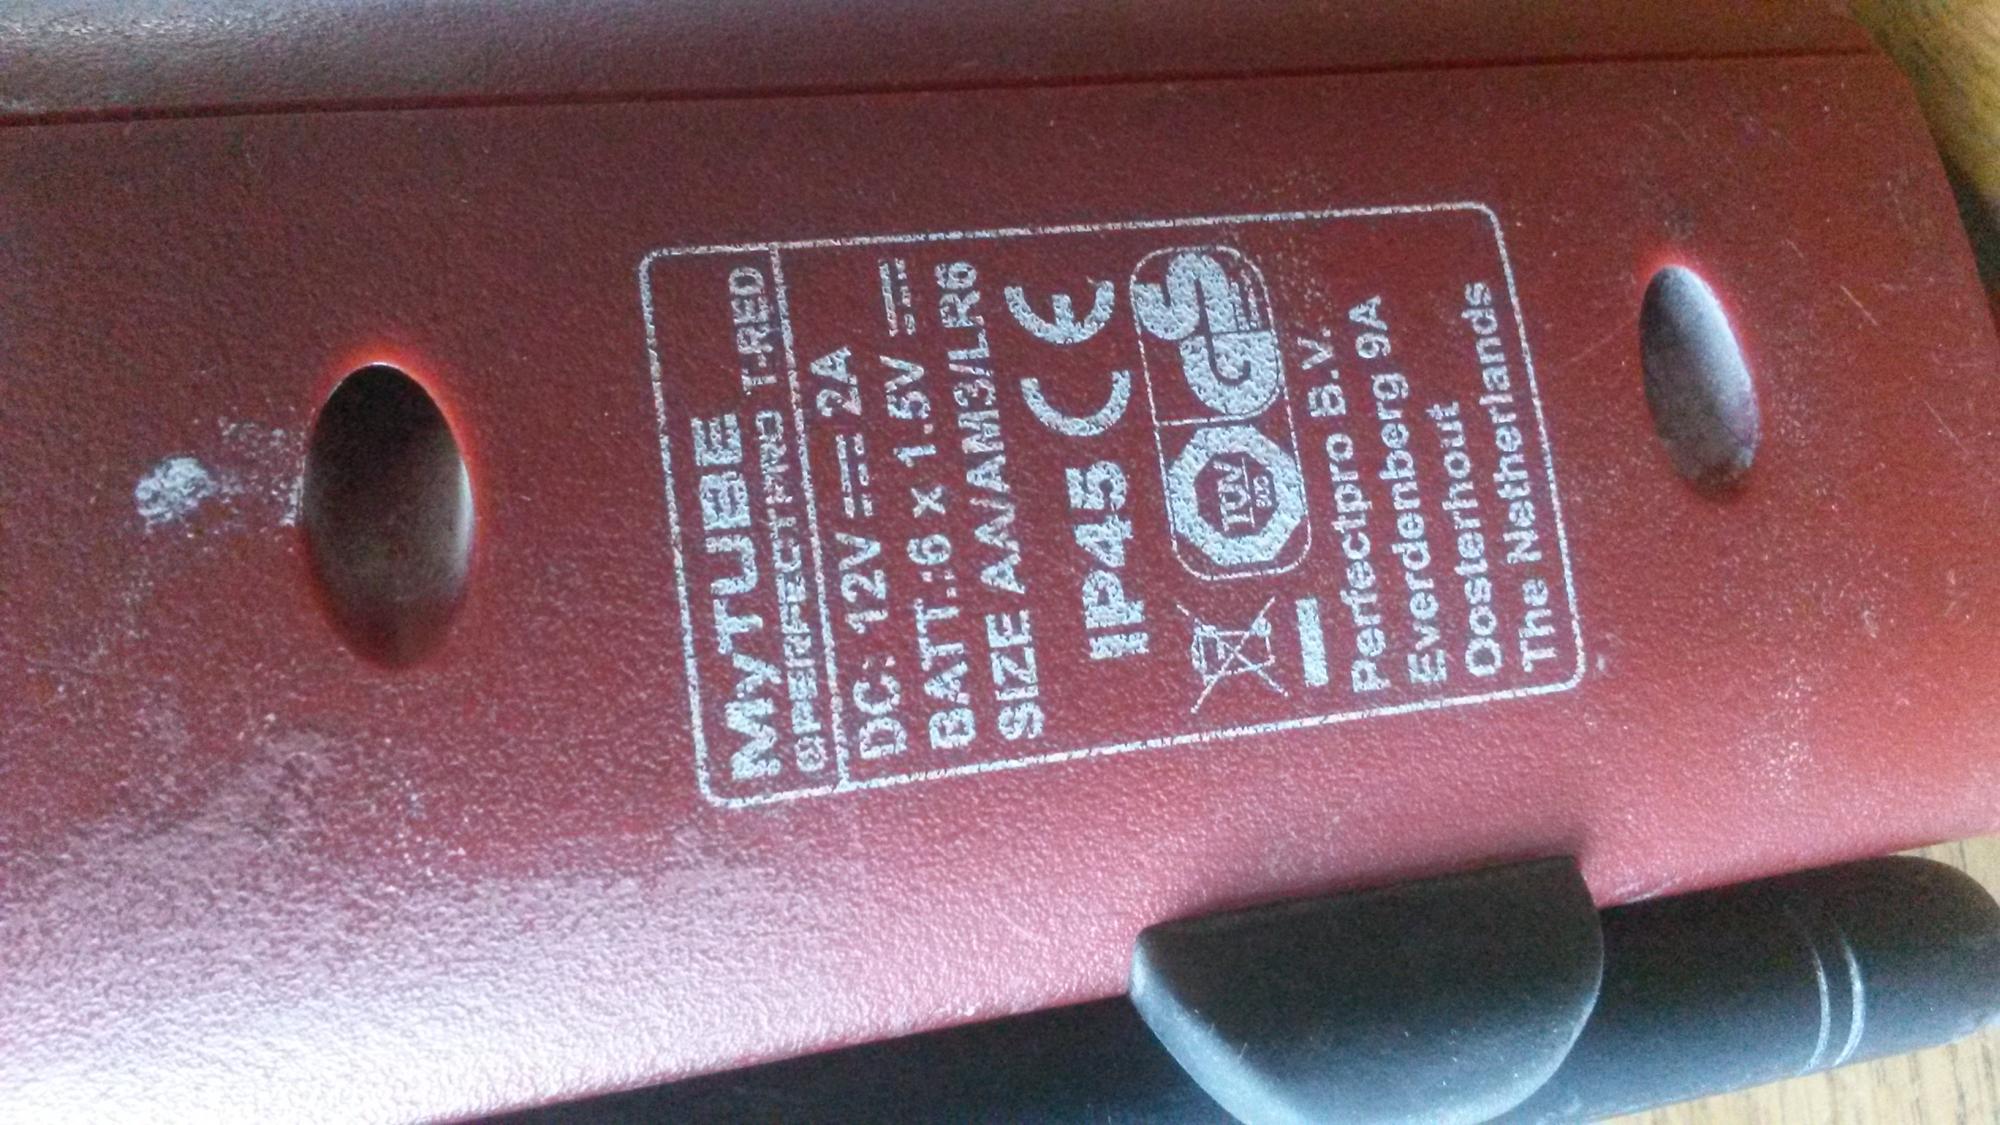 MyTUBE
©PERFECTPRO T-RED
DC: 12V ⎓ 2A
BATT.:6 x 1.5V ⎓
SIZE AA/AM3/LR6
IP45 CE
TÜV GS
Perfectpro B.V.
Everdenberg 9A
Oosterhout
The Netherlands